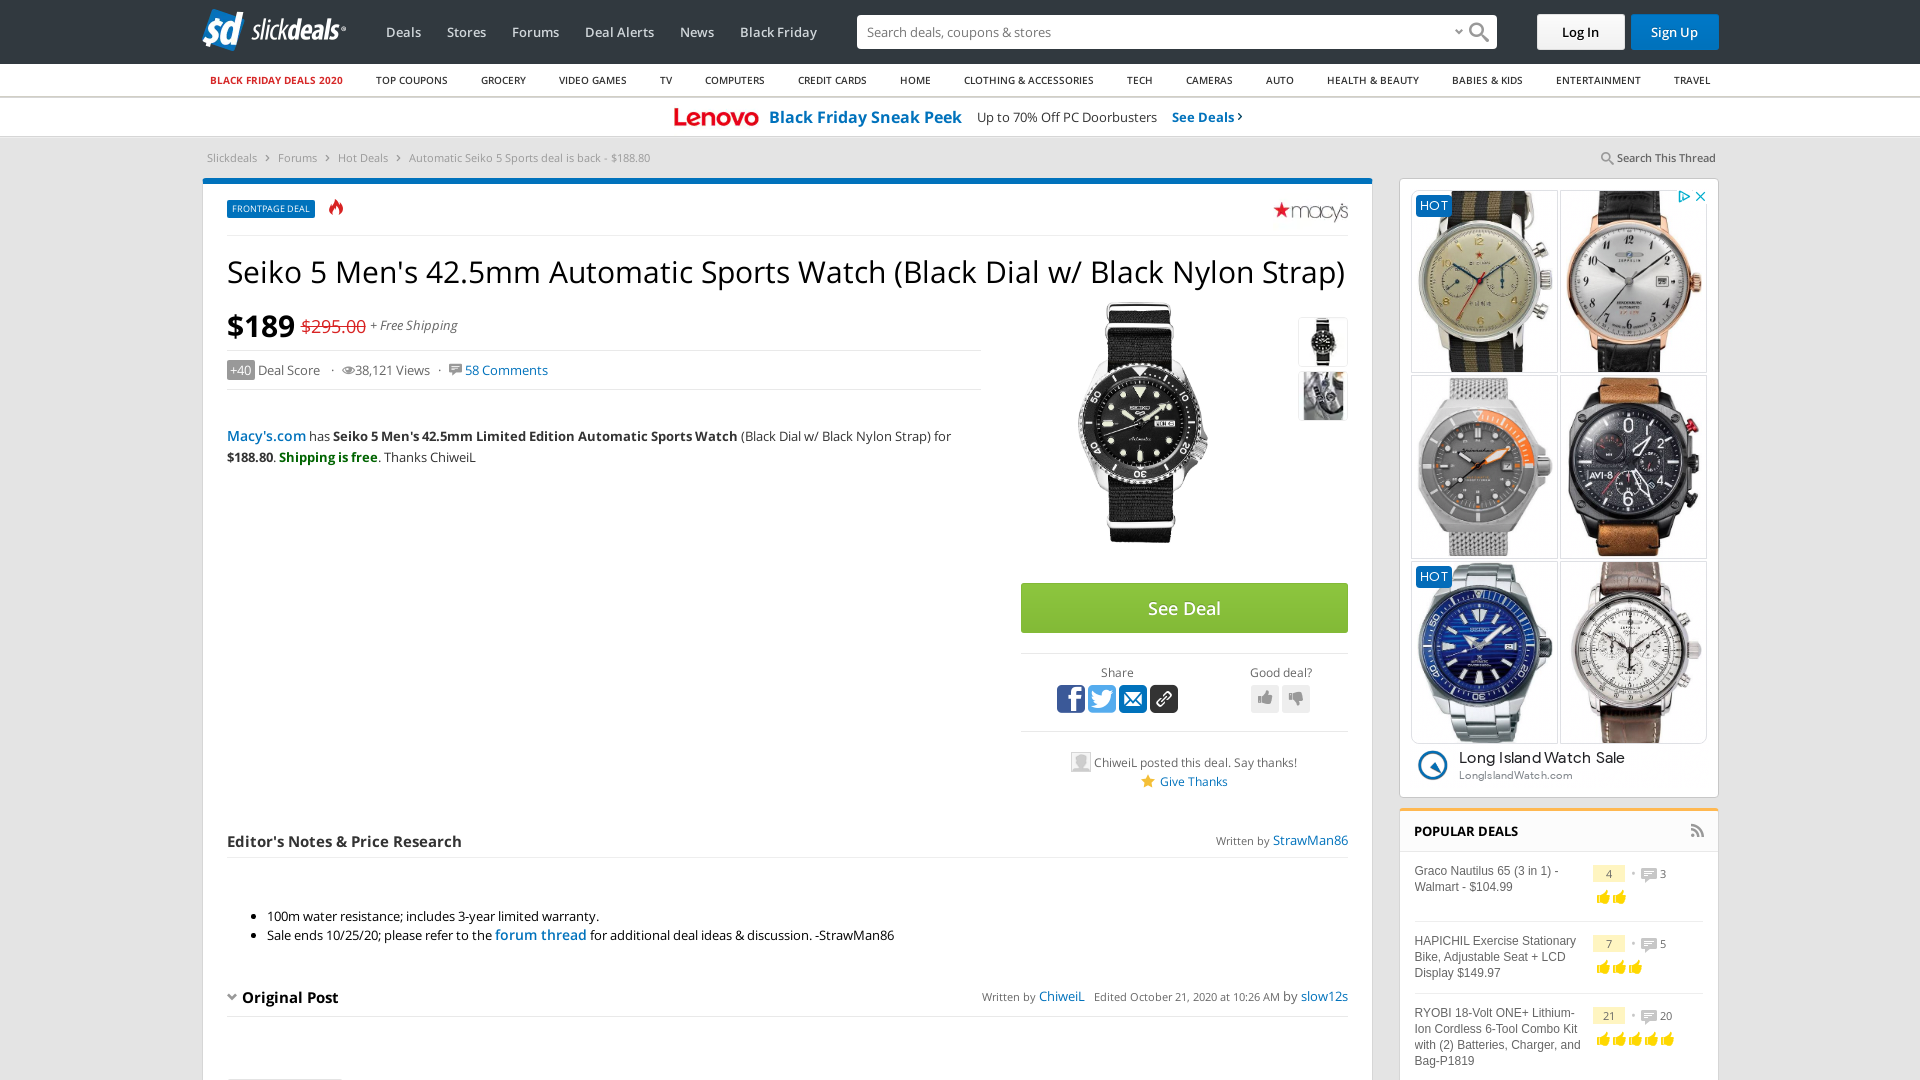 slickdeals
Deals
Stores
Forums
Deal Alerts
News
Black Friday
Search deals, coupons & stores
Log In
Sign Up
BLACK FRIDAY DEALS 2020
TOP COUPONS
GROCERY
VIDEO GAMES
TV
COMPUTERS
CREDIT CARDS
HOME
CLOTHING & ACCESSORIES
TECH
CAMERAS
AUTO
HEALTH & BEAUTY
BABIES & KIDS
ENTERTAINMENT
TRAVEL
Lenovo Black Friday Sneak Peek Up to 70% Off PC Doorbusters See Deals
Slickdeals > Forums > Hot Deals > Automatic Seiko 5 Sports deal is back - $188.80
Search This Thread
FRONTPAGE DEAL
macy's
Seiko 5 Men's 42.5mm Automatic Sports Watch (Black Dial w/ Black Nylon Strap)
$189 $295.00 + Free Shipping
+40 Deal Score · 38,121 Views · 58 Comments
Macy's.com has Seiko 5 Men's 42.5mm Limited Edition Automatic Sports Watch (Black Dial w/ Black Nylon Strap) for
$188.80. Shipping is free. Thanks ChiweiL
See Deal
Share
Good deal?
ChiweiL posted this deal. Say thanks!
Give Thanks
Editor's Notes & Price Research
Written by StrawMan86
• 100m water resistance; includes 3-year limited warranty.
• Sale ends 10/25/20; please refer to the forum thread for additional deal ideas & discussion. -StrawMan86
Original Post
Written by ChiweiL Edited October 21, 2020 at 10:26 AM by slow12s
HOT
HOT
AVI-8
Long Island Watch Sale
LongIslandWatch.com
POPULAR DEALS
Graco Nautilus 65 (3 in 1) -
Walmart - $104.99
4 • 3
HAPICHIL Exercise Stationary
Bike, Adjustable Seat + LCD
Display $149.97
7 • 5
RYOBI 18-Volt ONE+ Lithium-
Ion Cordless 6-Tool Combo Kit
with (2) Batteries, Charger, and
Bag-P1819
21 • 20